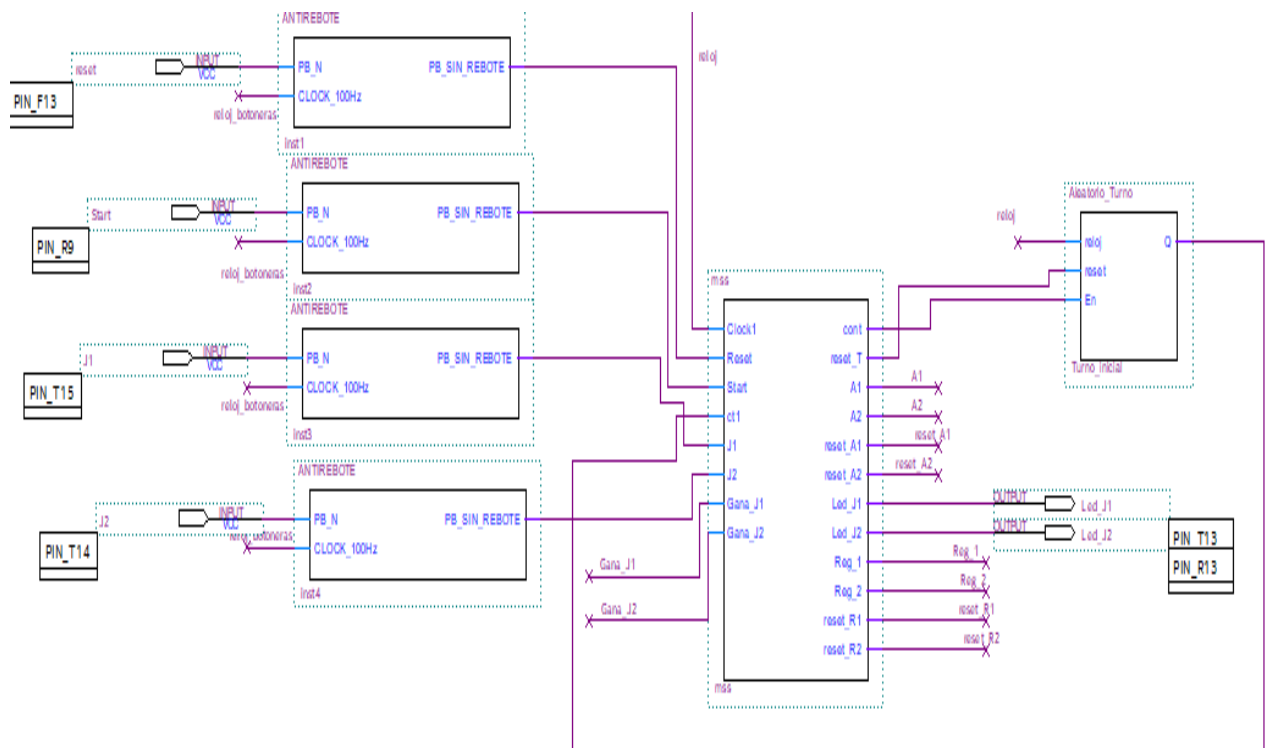 ANTIREBOTE
reset
INPUT
VCC
PIN_F13
PB_N
PB_SIN_REBOTE
CLOCK_100Hz
reloj_botoneras
inst1
reloj
ANTIREBOTE
Start
INPUT
VCC
PIN_R9
PB_N
PB_SIN_REBOTE
CLOCK_100Hz
reloj_botoneras
inst2
ANTIREBOTE
J1
INPUT
VCC
PIN_T15
PB_N
PB_SIN_REBOTE
CLOCK_100Hz
reloj_botoneras
inst3
ANTIREBOTE
J2
INPUT
VCC
PIN_T14
PB_N
PB_SIN_REBOTE
CLOCK_100Hz
reloj_botoneras
inst4
Gana_J1
Gana_J2
mss
Clock1
Reset
Start
ct1
J1
J2
Gana_J1
Gana_J2
cont
reset_T
A1
A2
reset_A1
reset_A2
Led_J1
Led_J2
Reg_1
Reg_2
reset_R1
reset_R2
mss
A1
A2
reset_A1
reset_A2
OUTPUT
Led_J1
OUTPUT
Led_J2
PIN_T13
PIN_R13
Reg_1
Reg_2
reset_R1
reset_R2
Aleatorio_Turno
reloj
reloj
Q
reset
En
Turno_Inicial